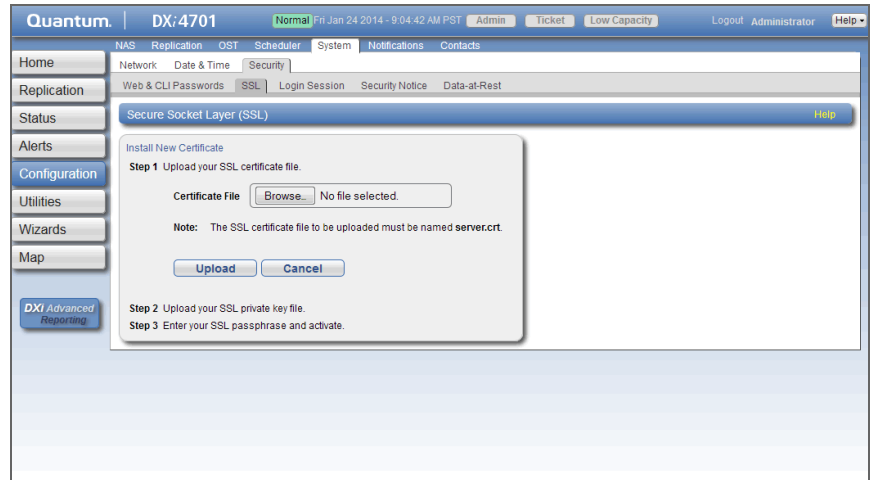 Quantum. DXi4701 Normal Fri Jan 24 2014 - 9:04:42 AM PST Admin Ticket Low Capacity Logout Administrator Help
NAS Replication OST Scheduler System Notifications Contacts
Home
Network Date & Time Security
Replication
Web & CLI Passwords SSL Login Session Security Notice Data-at-Rest
Status
Secure Socket Layer (SSL) Help
Alerts
Install New Certificate
Step 1 Upload your SSL certificate file.
Configuration
Certificate File Browse.. No file selected.
Utilities
Wizards
Note: The SSL certificate file to be uploaded must be named server.crt.
Map
Upload Cancel
DXi Advanced
Reporting
Step 2 Upload your SSL private key file.
Step 3 Enter your SSL passphrase and activate.